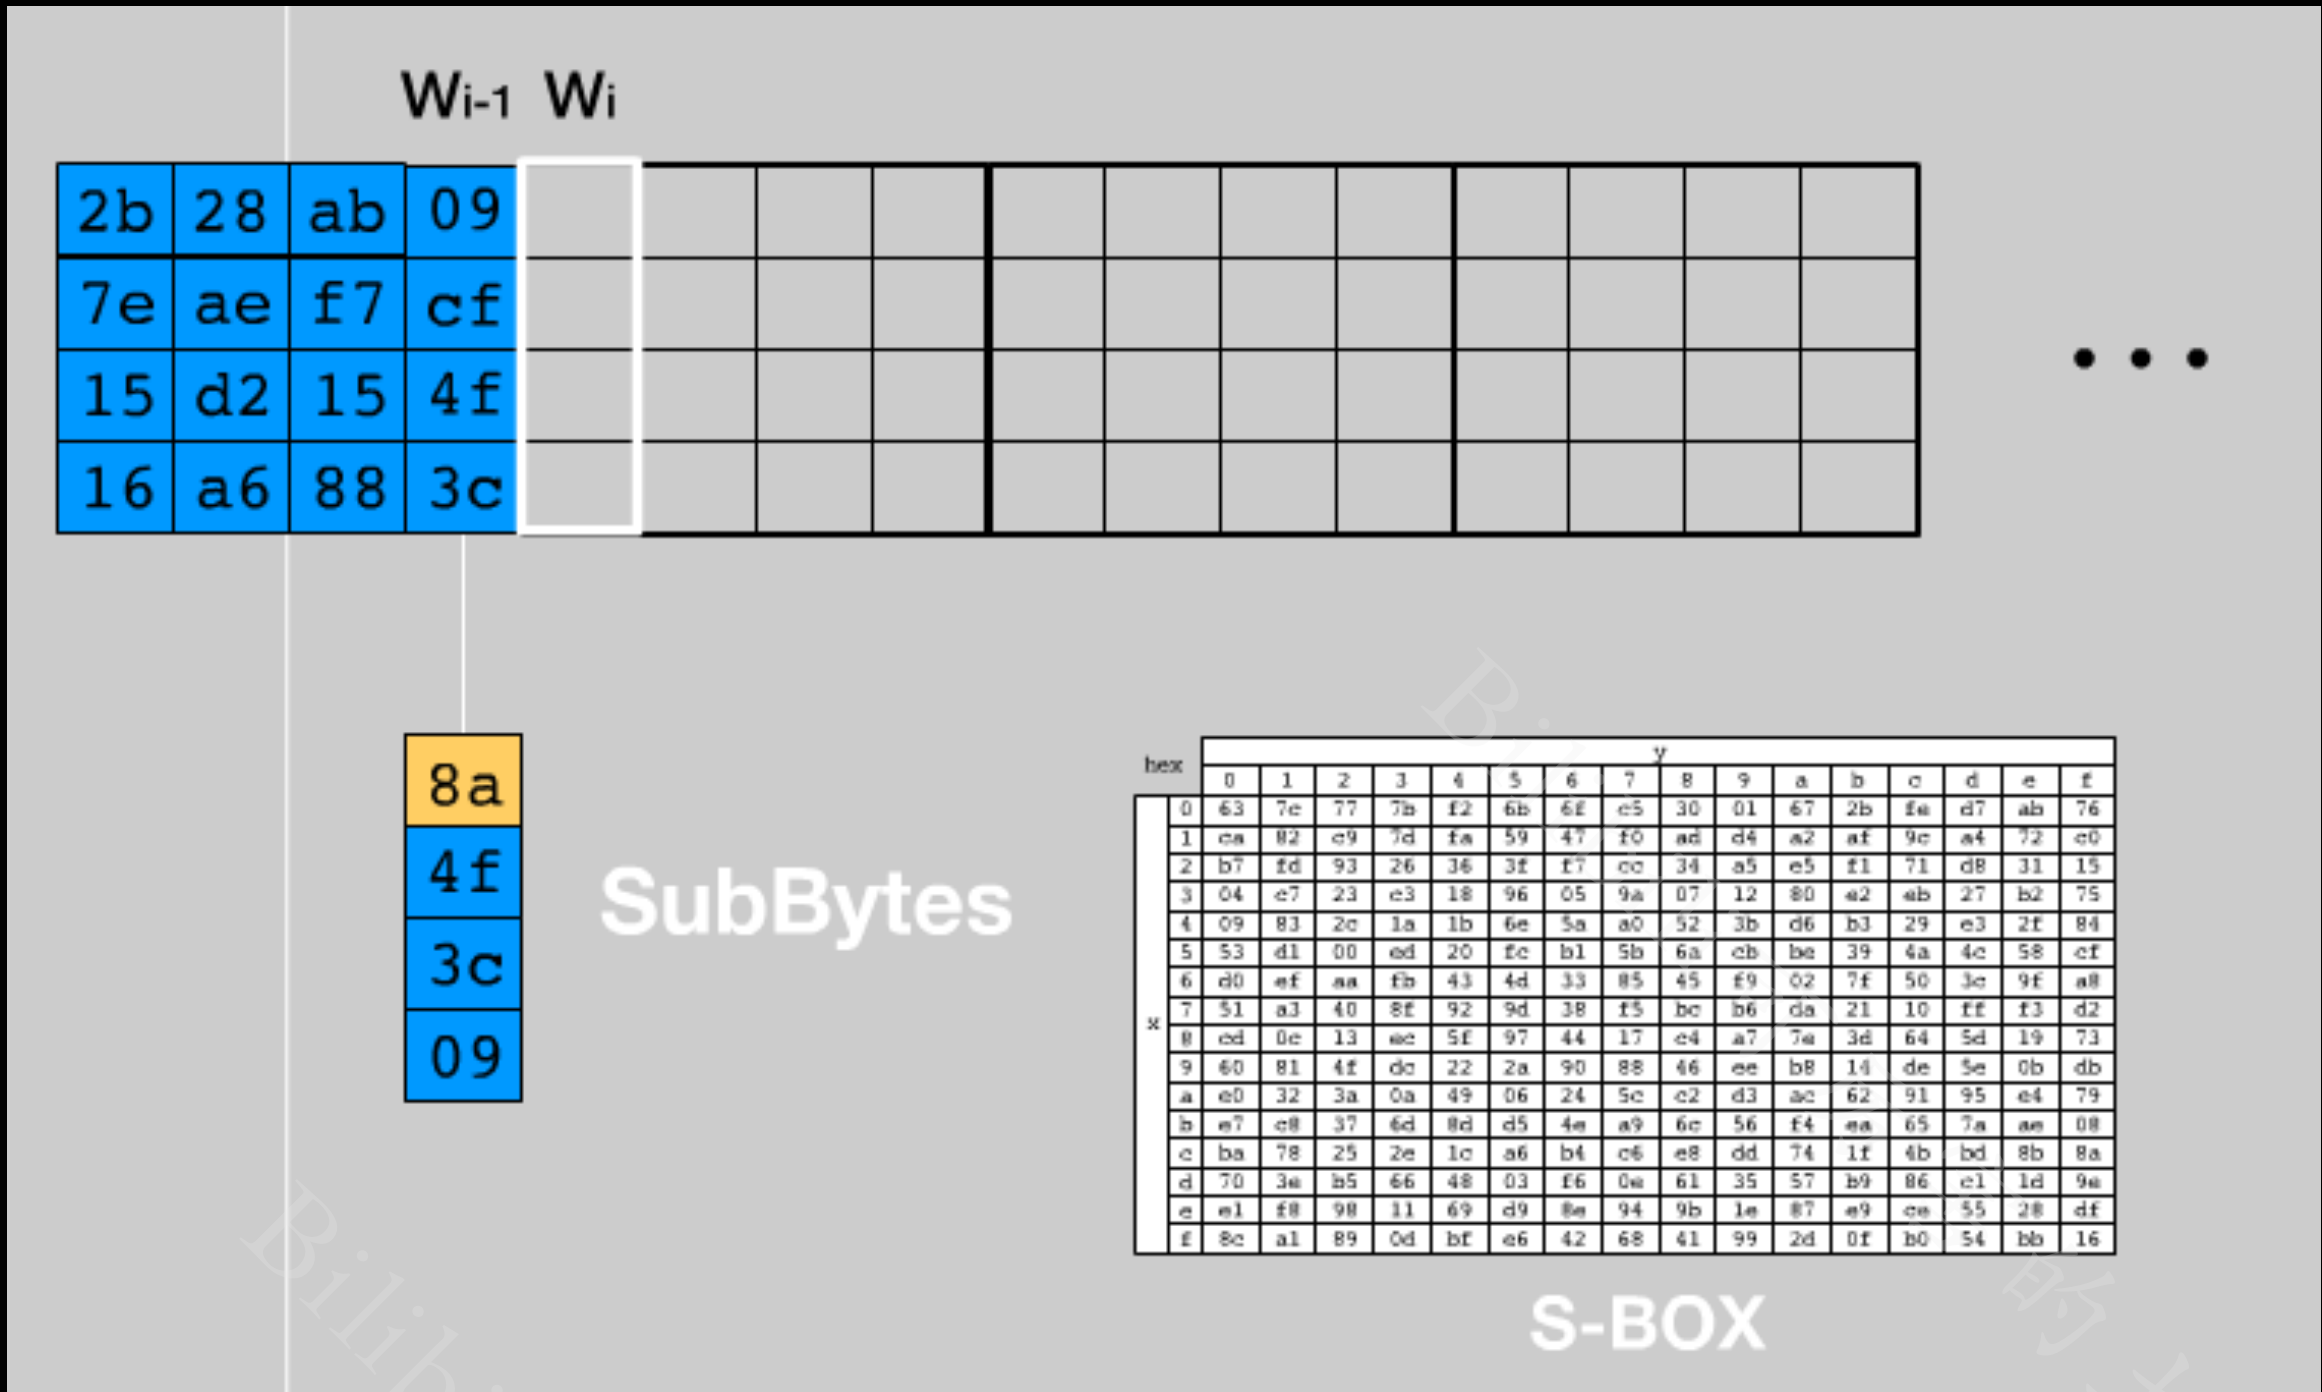 Wi-1 Wi
2b 28 ab 09
7e ae f7 cf
15 d2 15 4f
16 a6 88 3c
...
8a
4f
3c
09
SubBytes
y
hex
0 1 2 3 4 5 6 7 8 9 a b c d e f
0 63 7c 77 7b f2 6b 6f c5 30 01 67 2b fe d7 ab 76
1 ca 82 c9 7d fa 59 47 f0 ad d4 a2 af 9c a4 72 c0
2 b7 fd 93 26 36 3f f7 cc 34 a5 e5 f1 71 d8 31 15
3 04 c7 23 c3 18 96 05 9a 07 12 80 e2 eb 27 b2 75
4 09 83 2c 1a 1b 6e 5a a0 52 3b d6 b3 29 e3 2f 84
5 53 d1 00 ed 20 fc b1 5b 6a cb be 39 4a 4c 58 cf
6 d0 ef aa fb 43 4d 33 85 45 f9 02 7f 50 3c 9f a8
x
7 51 a3 40 8f 92 9d 38 f5 bc b6 da 21 10 ff f3 d2
8 cd 0c 13 ec 5f 97 44 17 c4 a7 7e 3d 64 5d 19 73
9 60 81 4f dc 22 2a 90 88 46 ee b8 14 de 5e 0b db
a e0 32 3a 0a 49 06 24 5c c2 d3 ac 62 91 95 e4 79
b e7 c8 37 6d 8d d5 4e a9 6c 56 f4 ea 65 7a ae 08
c ba 78 25 2e 1c a6 b4 c6 e8 dd 74 1f 4b bd 8b 8a
d 70 3e b5 66 48 03 f6 0e 61 35 57 b9 86 c1 1d 9e
e e1 f8 98 11 69 d9 8e 94 9b 1e 87 e9 ce 55 28 df
f 8c a1 89 0d bf e6 42 68 41 99 2d 0f b0 54 bb 16
S-BOX